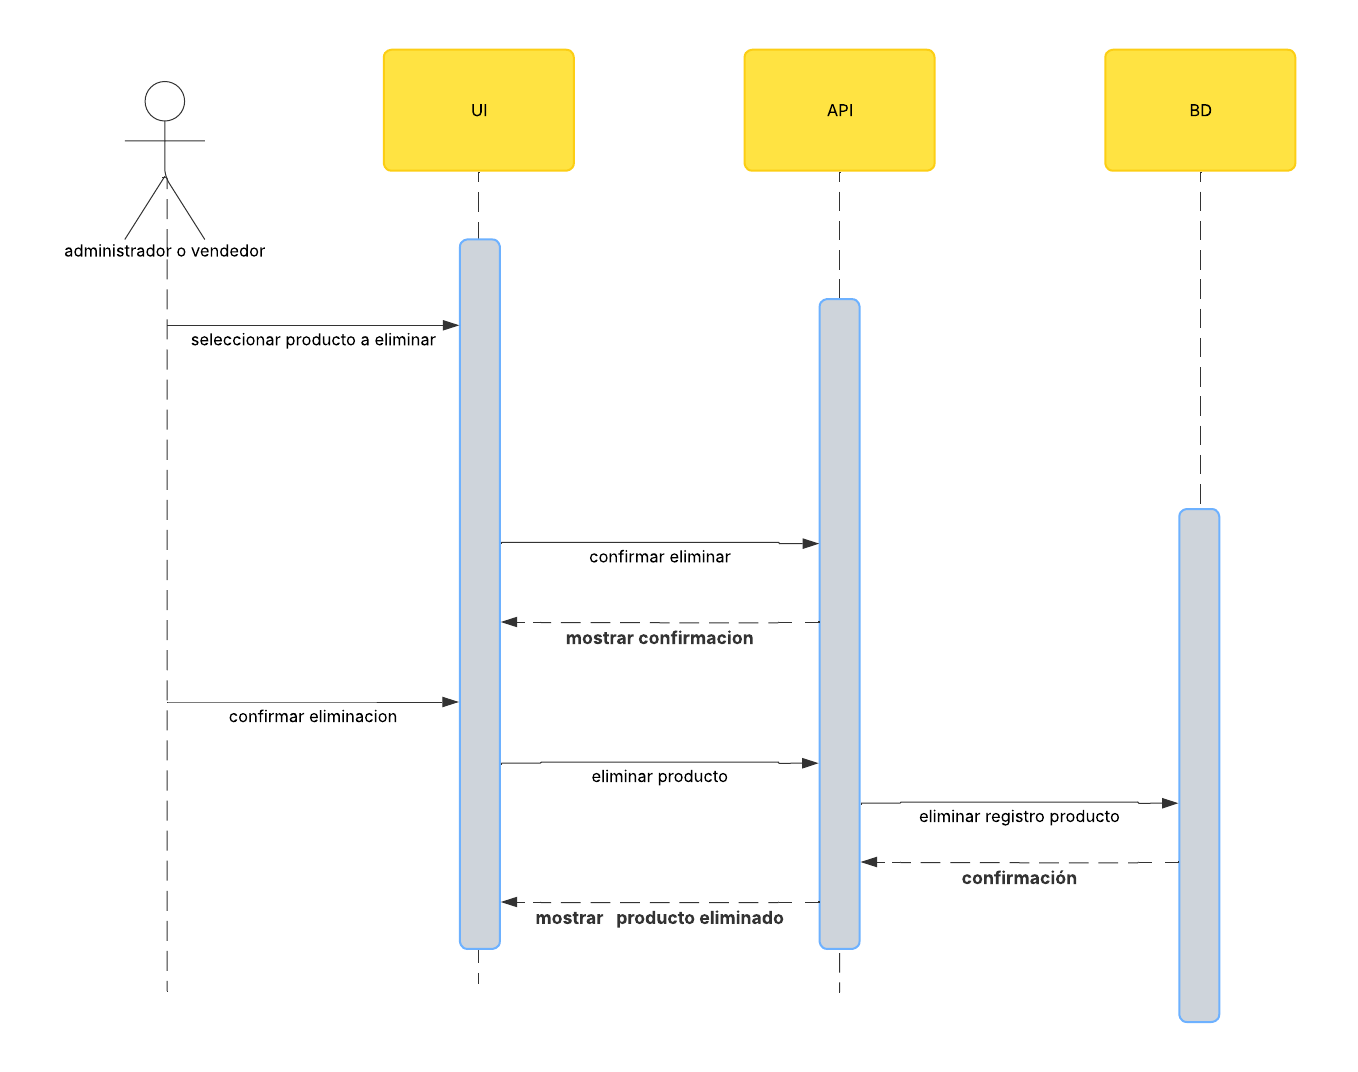 UI
API
BD
administrador o vendedor
seleccionar producto a eliminar
confirmar eliminar
mostrar confirmacion
confirmar eliminacion
eliminar producto
eliminar registro producto
confirmación
mostrar producto eliminado